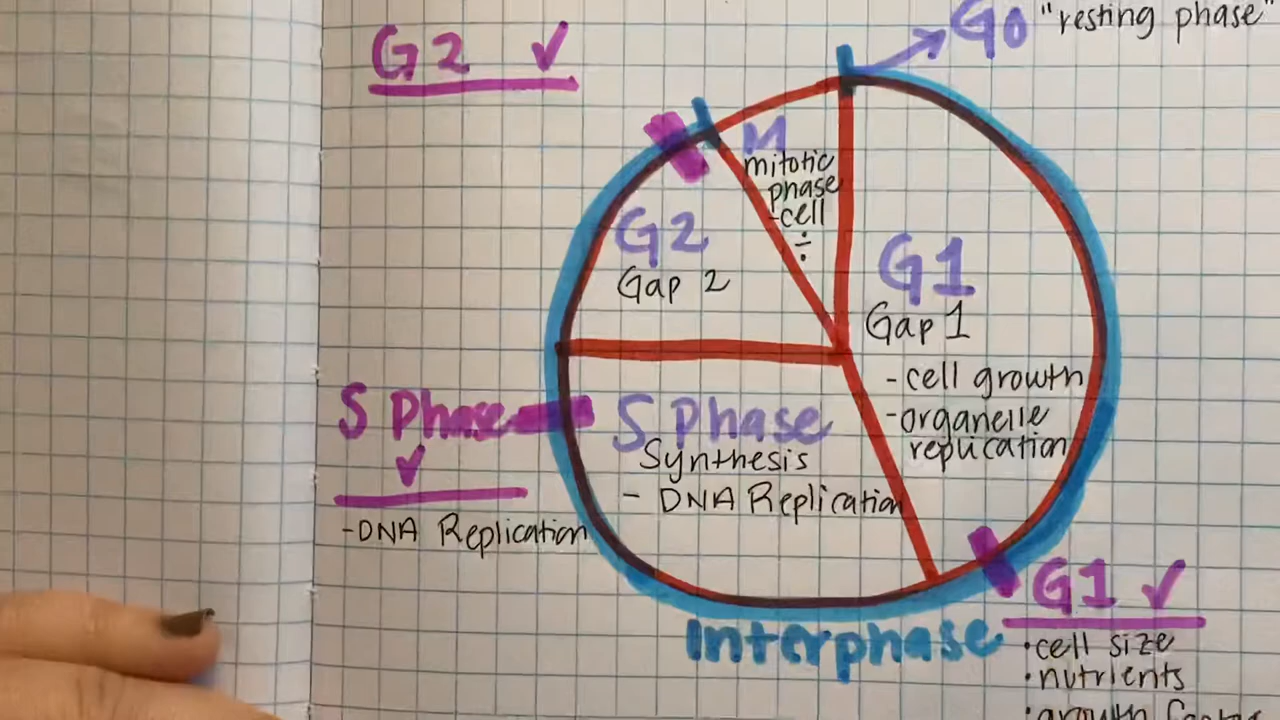 G0 "resting phase"
G2 ✓
M
mitotic
phase
-cell
÷
G2
Gap 2
G1
Gap 1
- cell growth
- organelle
replication
S Phase
✓
- DNA Replication
S Phase
Synthesis
- DNA Replication
G1 ✓
• cell size
• nutrients
• growth
Interphase